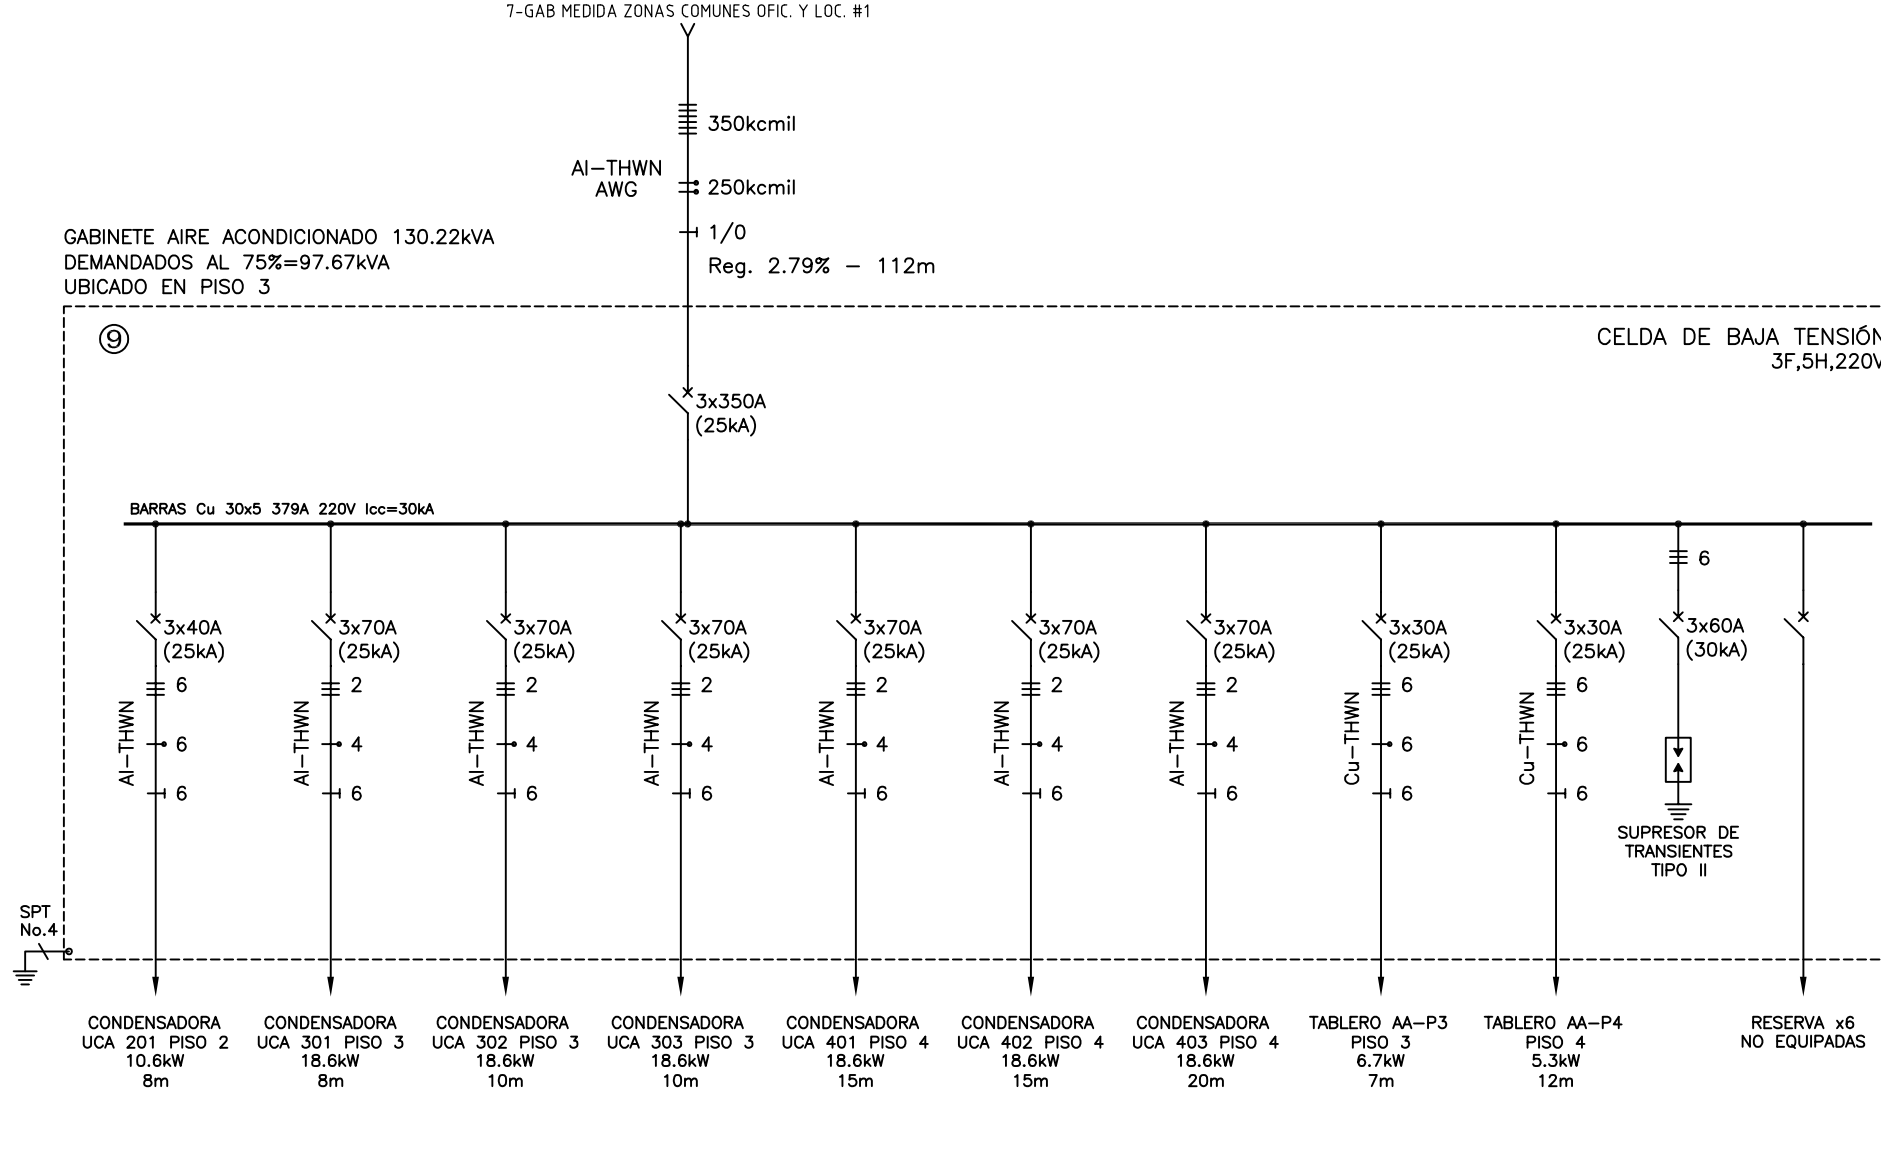 7-GAB MEDIDA ZONAS COMUNES OFIC. Y LOC. #1
350kcmil
Al-THWN
AWG
250kcmil
1/0
Reg. 2.79% - 112m
GABINETE AIRE ACONDICIONADO 130.22kVA
DEMANDADOS AL 75%=97.67kVA
UBICADO EN PISO 3
9
CELDA DE BAJA TENSIÓN
3F,5H,220V
3x350A
(25kA)
BARRAS Cu 30x5 379A 220V Icc=30kA
3x40A
(25kA)
6
Al-THWN
6
6
3x70A
(25kA)
2
Al-THWN
4
6
3x70A
(25kA)
2
Al-THWN
4
6
3x70A
(25kA)
2
Al-THWN
4
6
3x70A
(25kA)
2
Al-THWN
4
6
3x70A
(25kA)
2
Al-THWN
4
6
3x70A
(25kA)
2
Al-THWN
4
6
3x30A
(25kA)
6
Cu-THWN
6
6
3x30A
(25kA)
6
Cu-THWN
6
6
6
3x60A
(30kA)
SUPRESOR DE
TRANSIENTES
TIPO II
SPT
No.4
CONDENSADORA
UCA 201 PISO 2
10.6kW
8m
CONDENSADORA
UCA 301 PISO 3
18.6kW
8m
CONDENSADORA
UCA 302 PISO 3
18.6kW
10m
CONDENSADORA
UCA 303 PISO 3
18.6kW
10m
CONDENSADORA
UCA 401 PISO 4
18.6kW
15m
CONDENSADORA
UCA 402 PISO 4
18.6kW
15m
CONDENSADORA
UCA 403 PISO 4
18.6kW
20m
TABLERO AA-P3
PISO 3
6.7kW
7m
TABLERO AA-P4
PISO 4
5.3kW
12m
RESERVA x6
NO EQUIPADAS